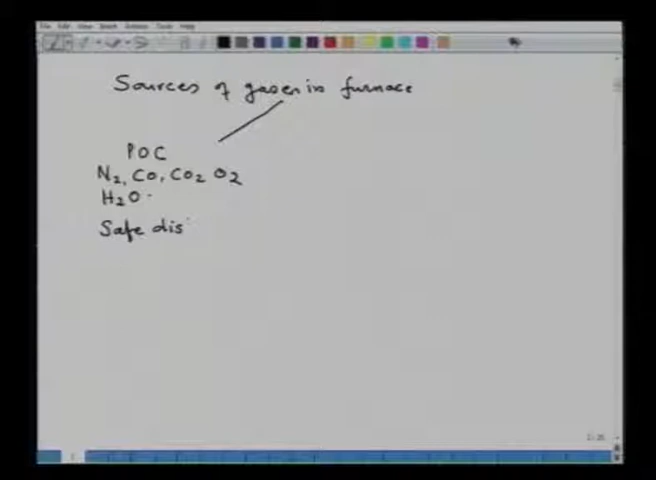 Sources of gases in furnace
POC
N2, CO, CO2 O2
H2O
Safe dis